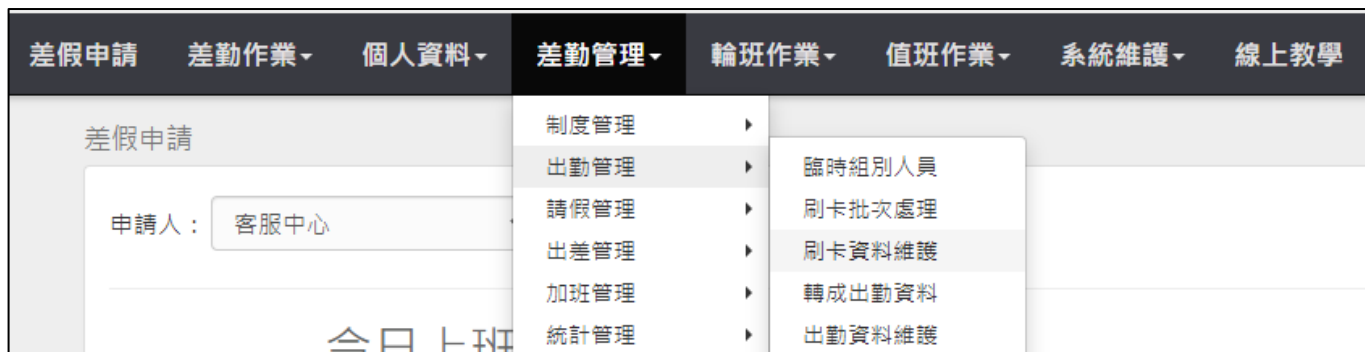 差假申請 差勤作業 個人資料 差勤管理 輪班作業 值班作業 系統維護 線上教學
差假申請
申請人： 客服中心
制度管理
出勤管理
請假管理
出差管理
加班管理
統計管理
臨時組別人員
刷卡批次處理
刷卡資料維護
轉成出勤資料
出勤資料維護
今日上班